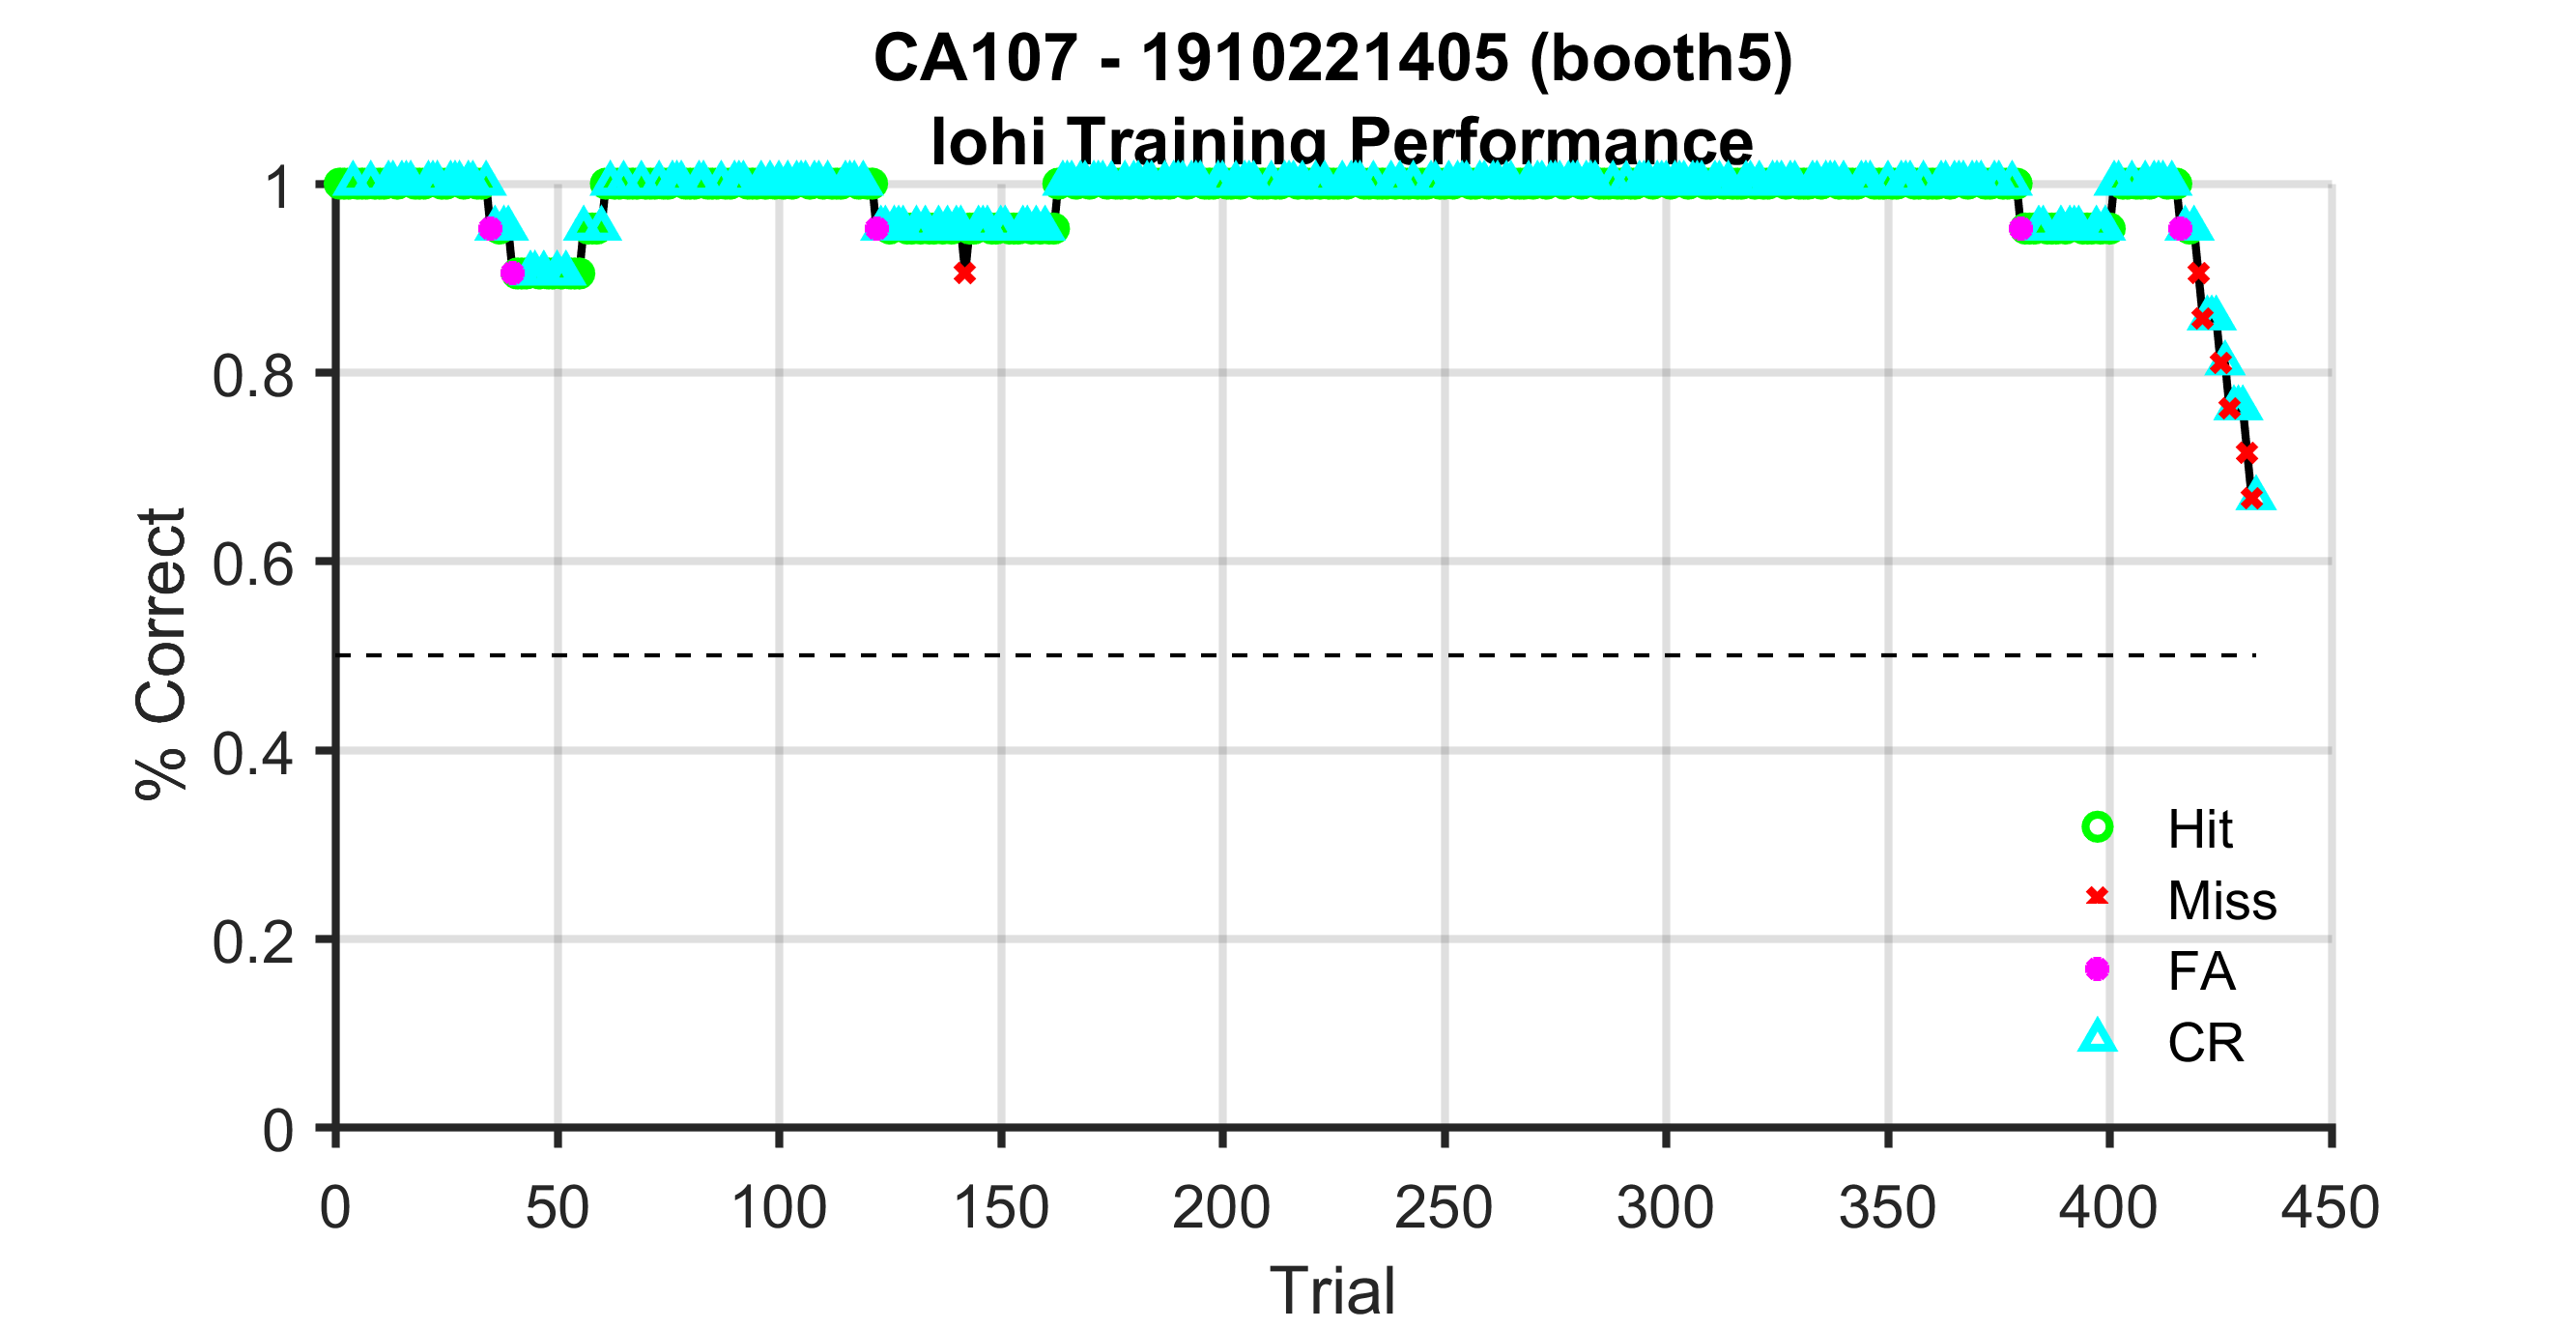 CA107 - 1910221405 (booth5)
lohi Training Performance
% Correct
1
0.8
0.6
0.4
0.2
0
0 50 100 150 200 250 300 350 400 450
Trial
Hit
Miss
FA
CR